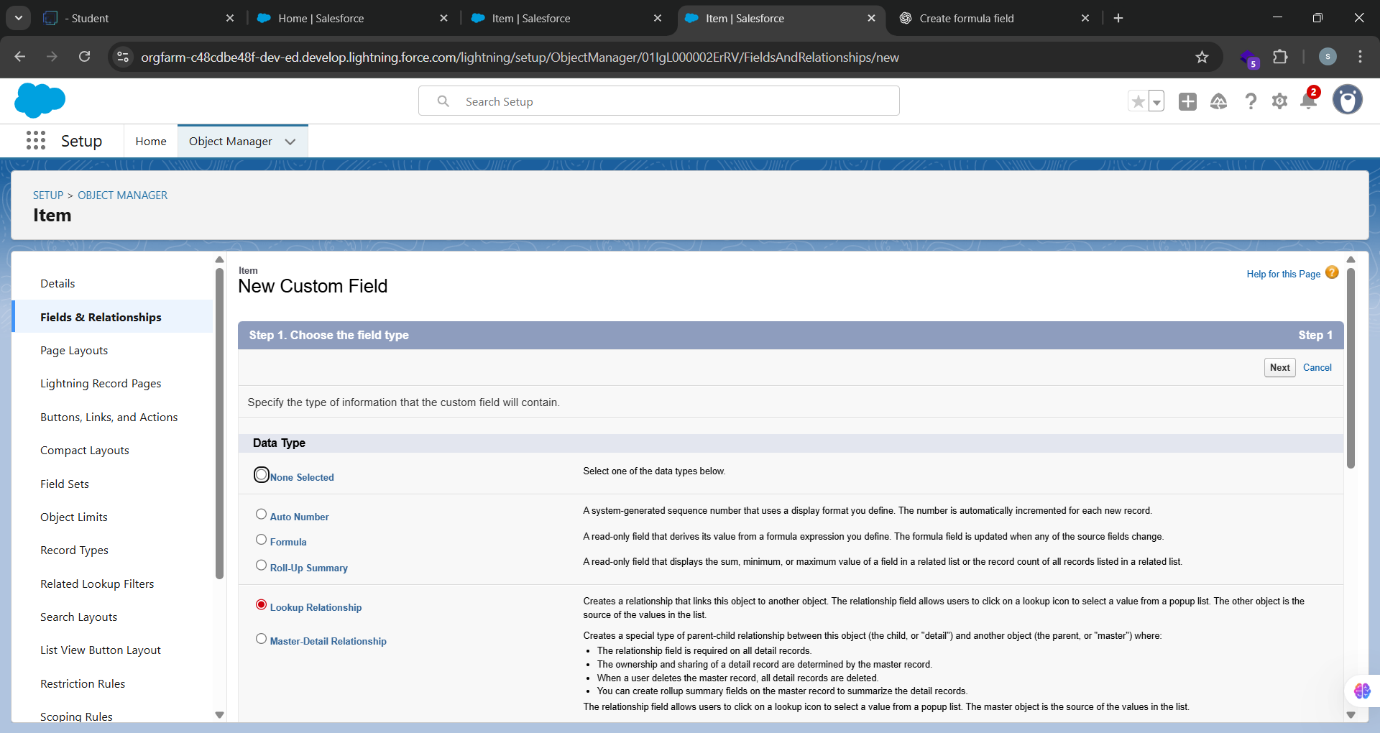 - Student
Home | Salesforce
Item | Salesforce
Item | Salesforce
Create formula field
orgfarm-c48cdbe48f-dev-ed.develop.lightning.force.com/lightning/setup/ObjectManager/01IgL000002ErRV/FieldsAndRelationships/new
5
S
Search Setup
2
Setup
Home
Object Manager
SETUP > OBJECT MANAGER
Item
Details
Fields & Relationships
Page Layouts
Lightning Record Pages
Buttons, Links, and Actions
Compact Layouts
Field Sets
Object Limits
Record Types
Related Lookup Filters
Search Layouts
List View Button Layout
Restriction Rules
Scoping Rules
Item
New Custom Field
Help for this Page ?
Step 1. Choose the field type
Step 1
Next Cancel
Specify the type of information that the custom field will contain.
Data Type
None Selected
Select one of the data types below.
Auto Number
A system-generated sequence number that uses a display format you define. The number is automatically incremented for each new record.
Formula
A read-only field that derives its value from a formula expression you define. The formula field is updated when any of the source fields change.
Roll-Up Summary
A read-only field that displays the sum, minimum, or maximum value of a field in a related list or the record count of all records listed in a related list.
Lookup Relationship
Creates a relationship that links this object to another object. The relationship field allows users to click on a lookup icon to select a value from a popup list. The other object is the
source of the values in the list.
Master-Detail Relationship
Creates a special type of parent-child relationship between this object (the child, or "detail") and another object (the parent, or "master") where:
• The relationship field is required on all detail records.
• The ownership and sharing of a detail record are determined by the master record.
• When a user deletes the master record, all detail records are deleted.
• You can create rollup summary fields on the master record to summarize the detail records.
The relationship field allows users to click on a lookup icon to select a value from a popup list. The master object is the source of the values in the list.